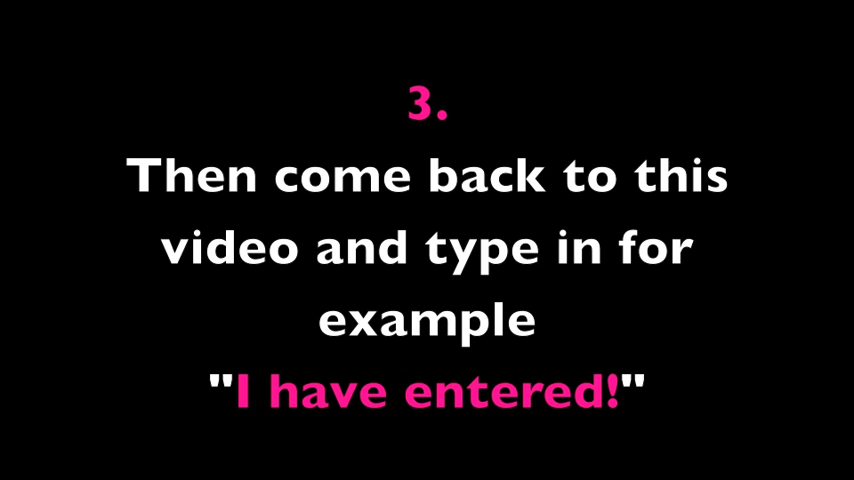 3.
Then come back to this
video and type in for
example
"I have entered!"